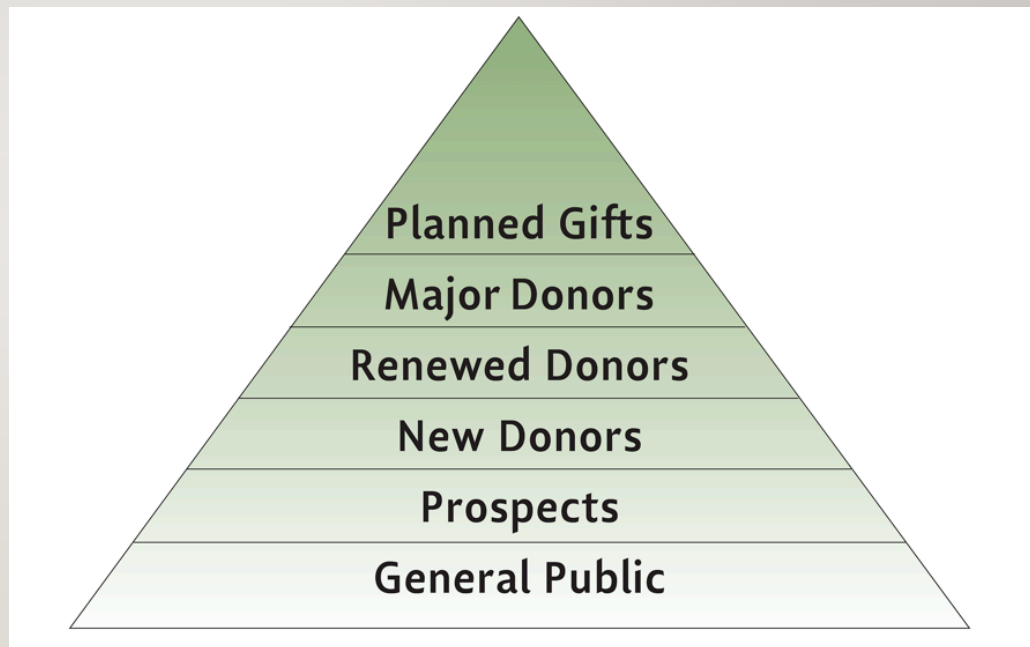 Planned Gifts
Major Donors
Renewed Donors
New Donors
Prospects
General Public